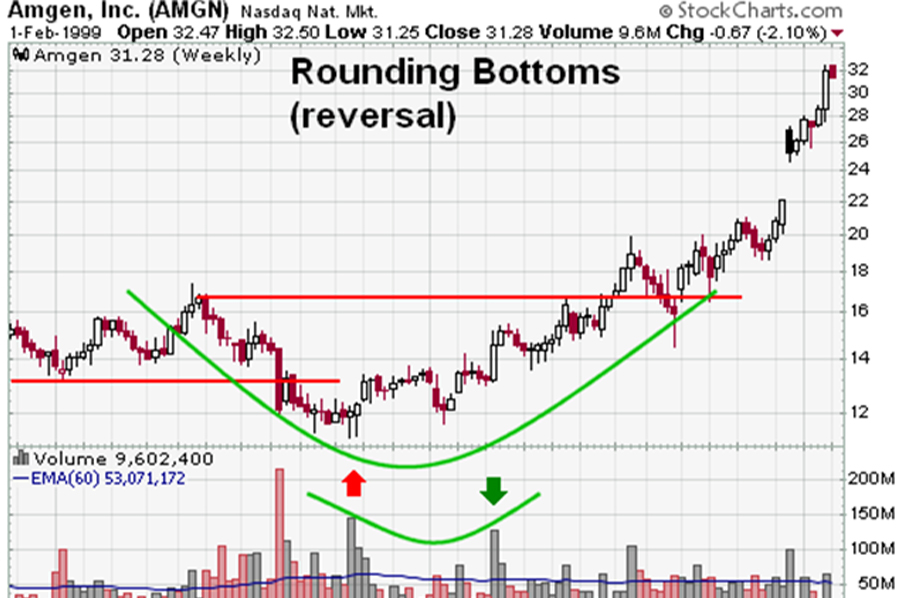 Amgen, Inc. (AMGN) Nasdaq Nat. Mkt. © StockCharts.com
1-Feb-1999 Open 32.47 High 32.50 Low 31.25 Close 31.28 Volume 9.6M Chg -0.67 (-2.10%)
Amgen 31.28 (Weekly)
Rounding Bottoms
(reversal)
32
30
28
26
24
22
20
18
16
14
12
Volume 9,602,400
EMA(60) 53,071,172
200M
150M
100M
50M